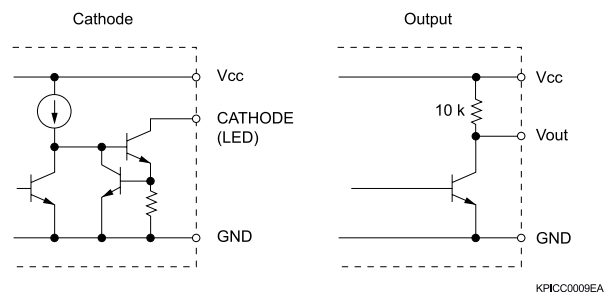 Cathode
Vcc
CATHODE
(LED)
GND
Output
Vcc
10 k
Vout
GND
KPICC0009EA